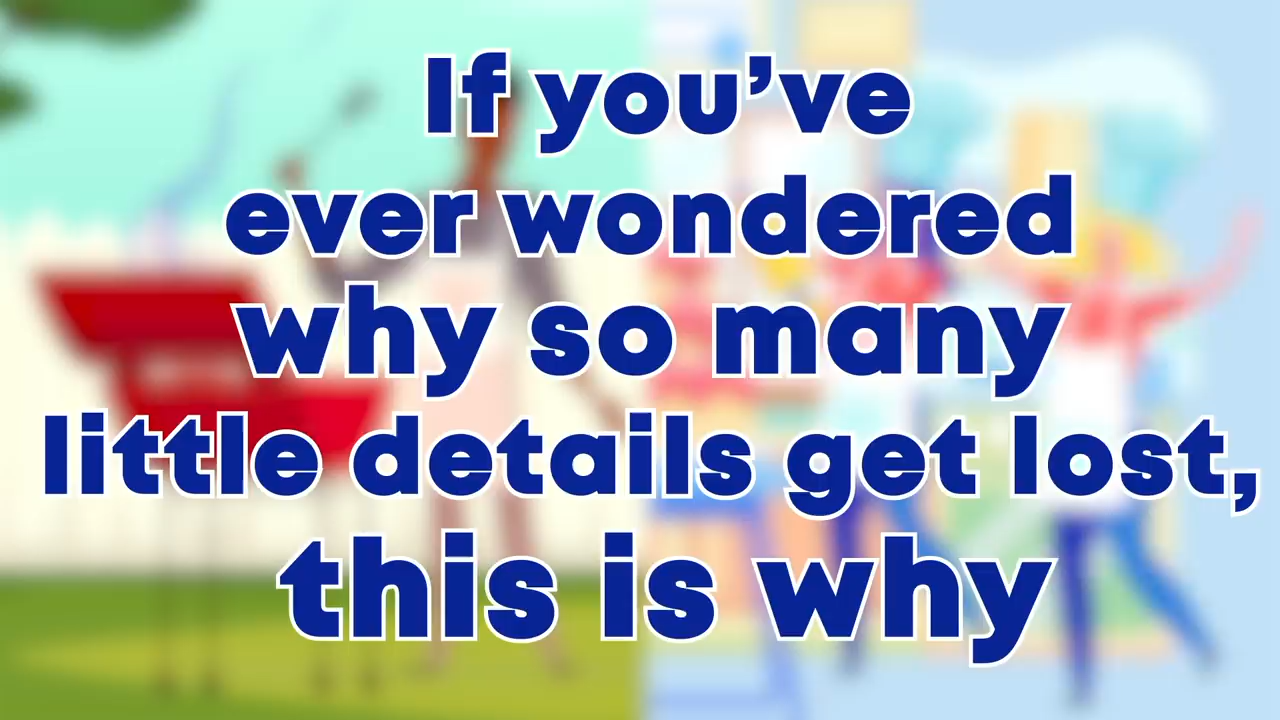 If you’ve
ever wondered
why so many
little details get lost,
this is why